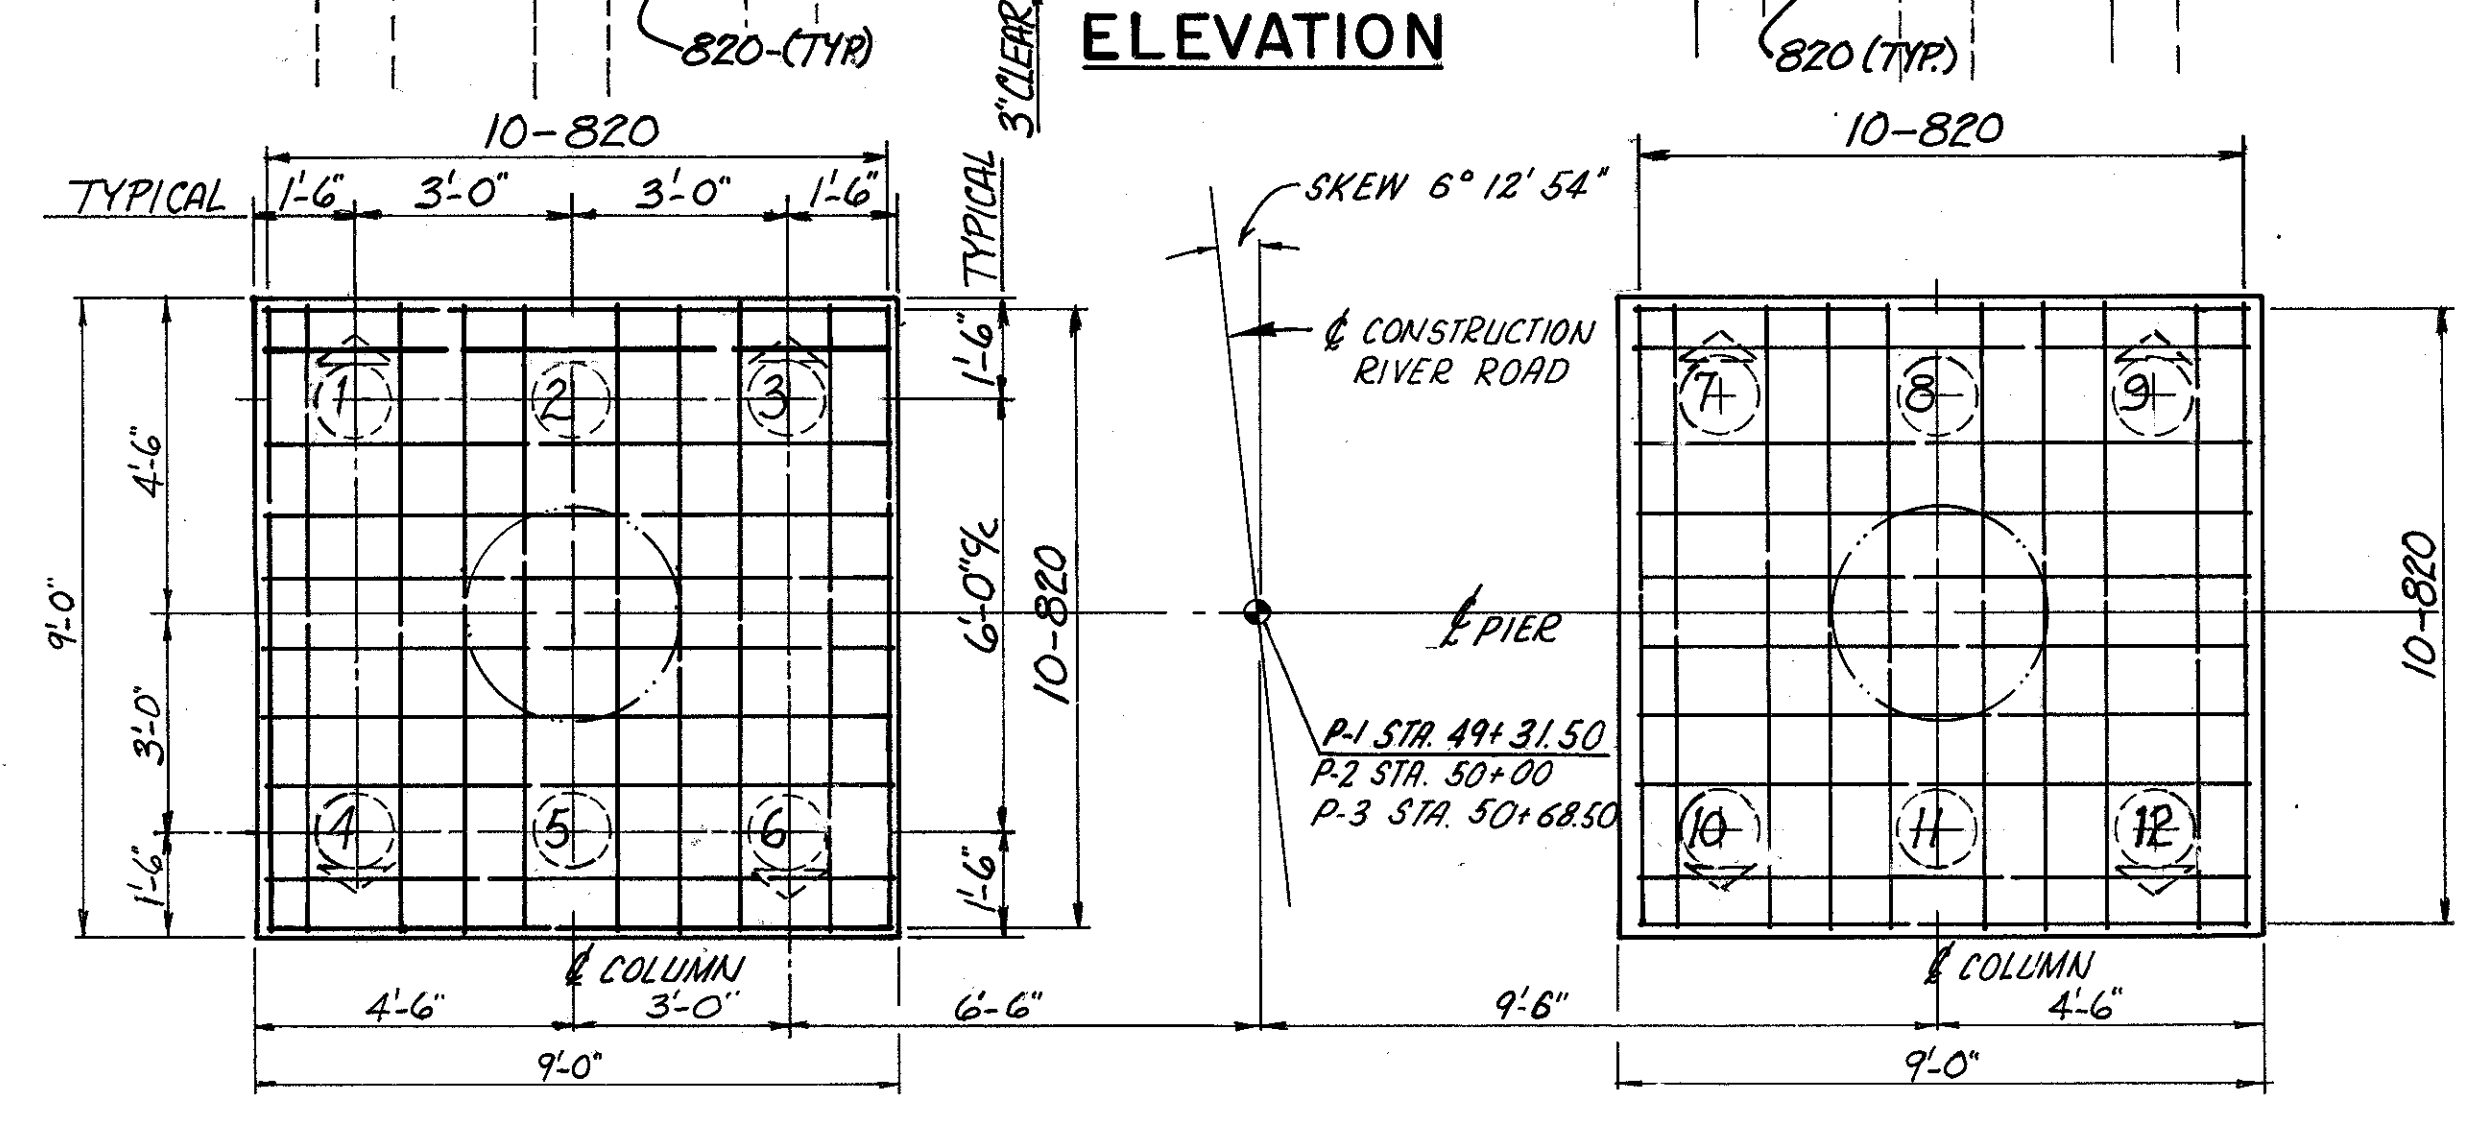 820-(TYP.)
3" CLEAR
ELEVATION
820 (TYP.)
10-820
10-820
TYPICAL
1'-6"
3'-0"
3'-0"
1'-6"
TYPICAL
SKEW 6° 12' 54"
1'-6"
℄ CONSTRUCTION
RIVER ROAD
1
2
3
7
8
9
4'-6"
9'-0"
6'-0" c/c
10-820
10-820
℄ PIER
3'-0"
P-1 STA. 49+31.50
P-2 STA. 50+00
P-3 STA. 50+68.50
4
5
6
10
11
12
1'-6"
1'-6"
℄ COLUMN
℄ COLUMN
4'-6"
3'-0"
6'-6"
9'-6"
4'-6"
9'-0"
9'-0"